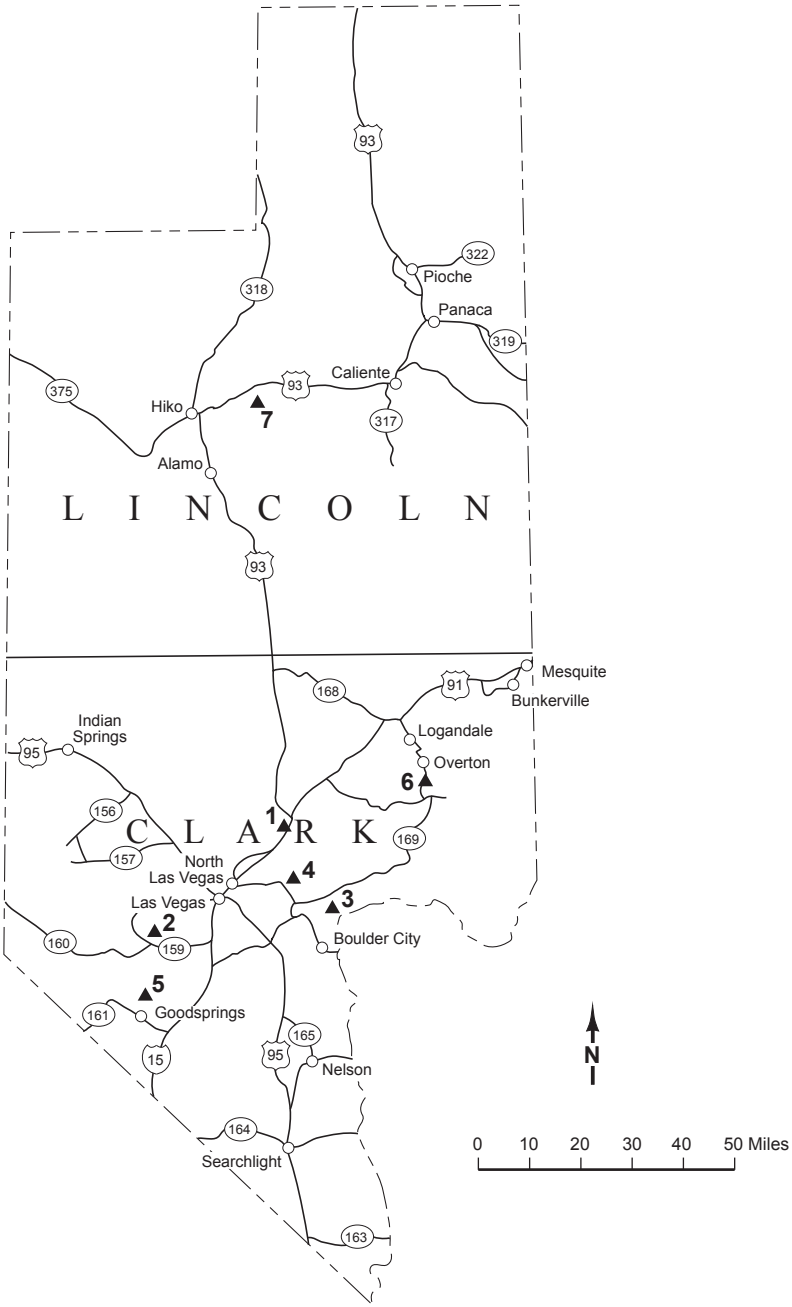 93
322
Pioche
318
Panaca
319
Caliente
93
375
Hiko
7
317
Alamo
L I N C O L N
93
Mesquite
168
91
Bunkerville
Indian
Springs
Logandale
95
Overton
6
156
1
C L A R K
169
157
North
Las Vegas
4
Las Vegas
3
2
Boulder City
160
159
5
161
Goodsprings
165
15
95
N
Nelson
164
0 10 20 30 40 50 Miles
Searchlight
163